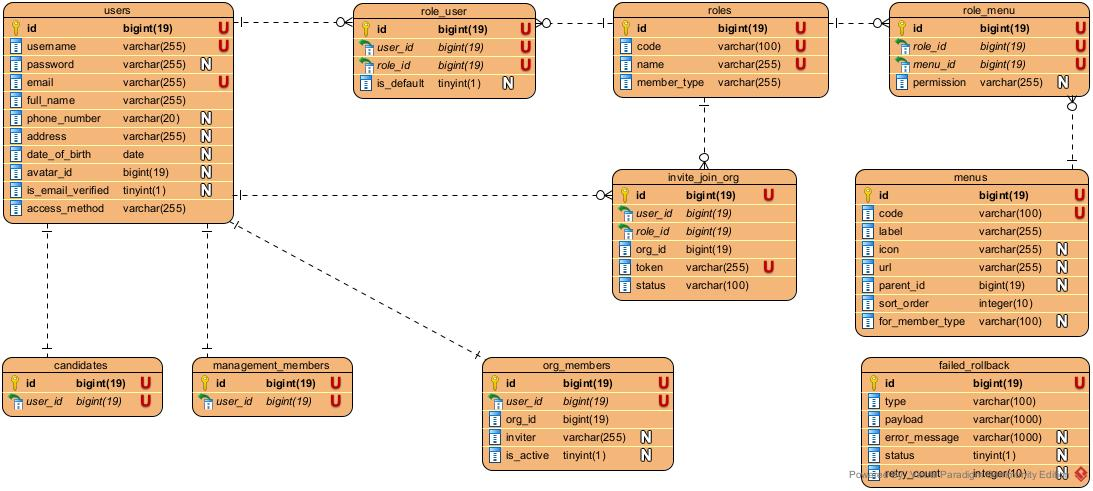 users
id bigint(19) U
username varchar(255) U
password varchar(255) N
email varchar(255) U
full_name varchar(255)
phone_number varchar(20) N
address varchar(255) N
date_of_birth date N
avatar_id bigint(19) N
is_email_verified tinyint(1) N
access_method varchar(255)
role_user
id bigint(19) U
user_id bigint(19) U
role_id bigint(19) U
is_default tinyint(1) N
roles
id bigint(19) U
code varchar(100) U
name varchar(255) U
member_type varchar(255)
role_menu
id bigint(19) U
role_id bigint(19) U
menu_id bigint(19) U
permission varchar(255) N
invite_join_org
id bigint(19) U
user_id bigint(19)
role_id bigint(19)
org_id bigint(19)
token varchar(255) U
status varchar(100)
menus
id bigint(19) U
code varchar(100) U
label varchar(255)
icon varchar(255) N
url varchar(255) N
parent_id bigint(19) N
sort_order integer(10)
for_member_type varchar(100) N
candidates
id bigint(19) U
user_id bigint(19) U
management_members
id bigint(19) U
user_id bigint(19) U
org_members
id bigint(19) U
user_id bigint(19) U
org_id bigint(19)
inviter varchar(255) N
is_active tinyint(1) N
failed_rollback
id bigint(19) U
type varchar(100)
payload varchar(1000)
error_message varchar(1000) N
status tinyint(1) N
retry_count integer(10) N
Powered By Visual Paradigm Community Edition